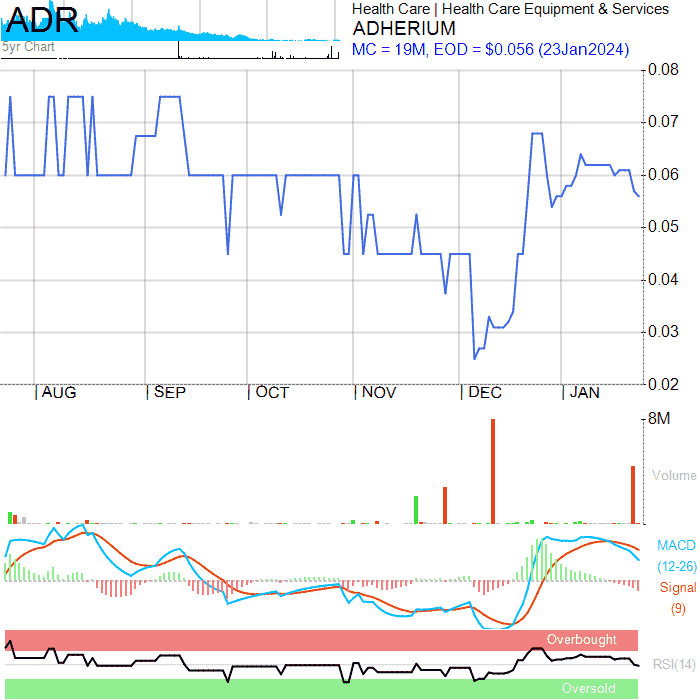 ADR
5yr Chart
Health Care | Health Care Equipment & Services
ADHERIUM
MC = 19M, EOD = $0.056 (23Jan2024)
0.08
0.07
0.06
0.05
0.04
0.03
0.02
| AUG | SEP | OCT | NOV | DEC | JAN
8M
Volume
MACD
(12-26)
Signal
(9)
Overbought
RSI(14)
Oversold